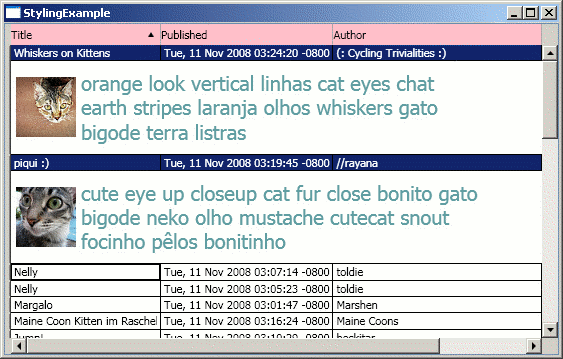 StylingExample
Title Published Author
Whiskers on Kittens Tue, 11 Nov 2008 03:24:20 -0800 (: Cycling Trivialities :)
orange look vertical linhas cat eyes chat
earth stripes laranja olhos whiskers gato
bigode terra listras
piqui :) Tue, 11 Nov 2008 03:19:45 -0800 //rayana
cute eye up closeup cat fur close bonito gato
bigode neko olho mustache cutecat snout
focinho pêlos bonitinho
Nelly Tue, 11 Nov 2008 03:07:14 -0800 toldie
Nelly Tue, 11 Nov 2008 03:05:23 -0800 toldie
Margalo Tue, 11 Nov 2008 03:01:47 -0800 Marshen
Maine Coon Kitten im Raschel Tue, 11 Nov 2008 03:16:24 -0800 Maine Coons